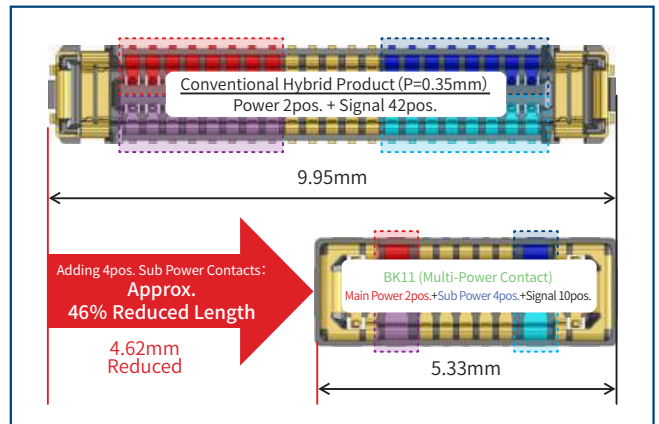 Conventional Hybrid Product (P=0.35mm)
Power 2pos. + Signal 42pos.
9.95mm
Adding 4pos. Sub Power Contacts:
Approx.
46% Reduced Length
4.62mm
Reduced
BK11 (Multi-Power Contact)
Main Power 2pos.+Sub Power 4pos.+Signal 10pos.
5.33mm